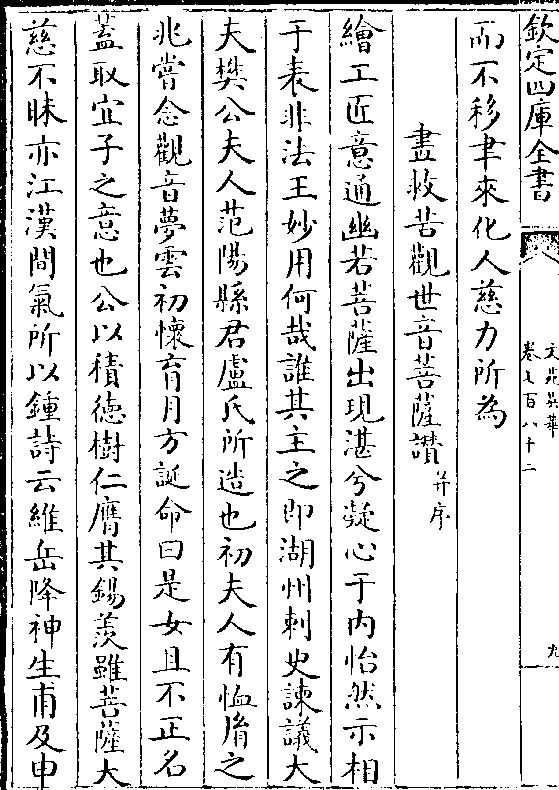 欽定四庫全書
文苑英華
卷七百八十二
九
而不移聿來化人慈力所為
畫救苦觀世音菩薩讃并序
繪工匠意通幽若菩薩出現湛兮凝心于内怡然示相
于表非法王妙用何哉誰其主之即湖州刺史諫議大
夫樊公夫人范陽縣君盧氏所造也初夫人有恤㣧之
兆嘗念觀音夢雲初懐育月方誕命曰是女且不正名
葢取宜子之意也公以積徳樹仁膺其錫羨雖菩薩大
慈不昧亦江漢間氣所以鍾詩云維岳降神生甫及申